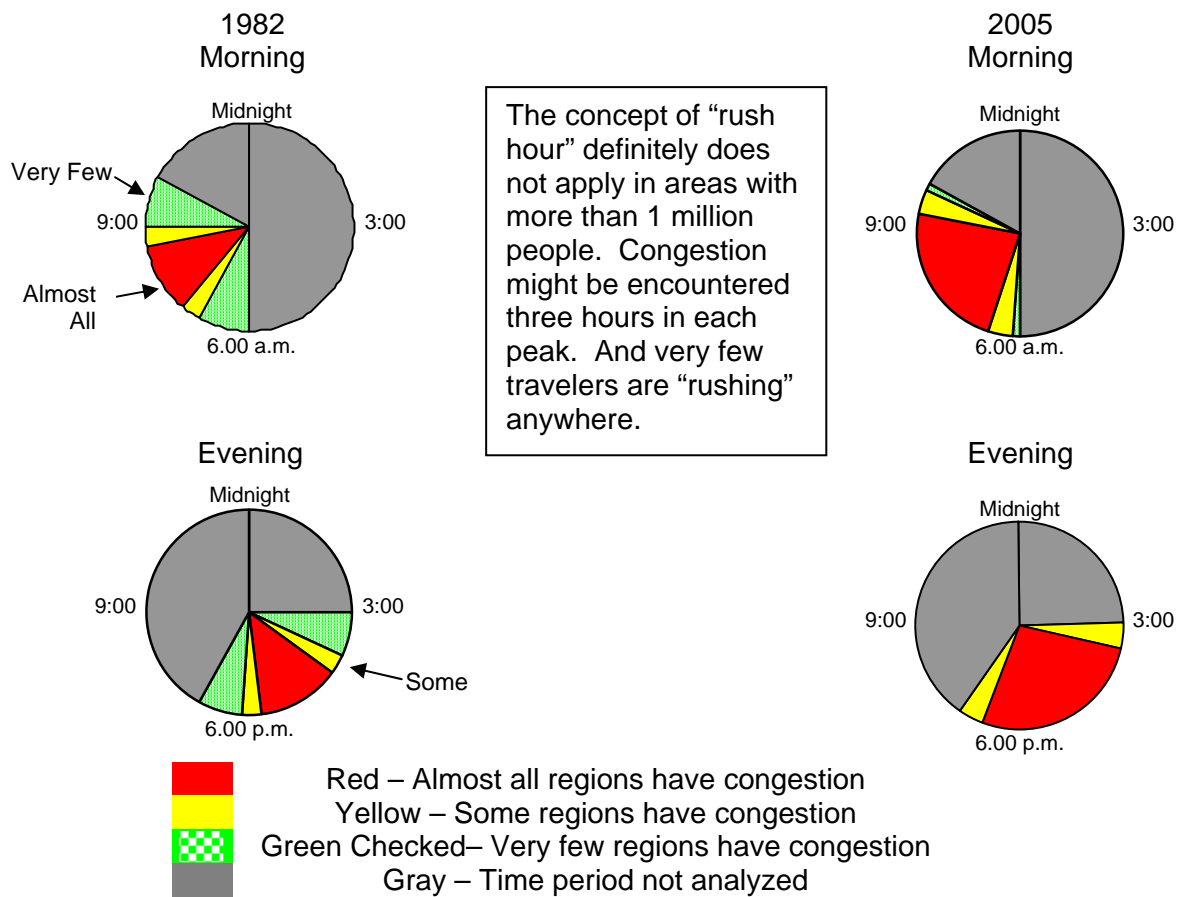 1982
Morning
2005
Morning
Midnight
Very Few
9:00
3:00
Almost
All
6.00 a.m.
The concept of “rush
hour” definitely does
not apply in areas with
more than 1 million
people. Congestion
might be encountered
three hours in each
peak. And very few
travelers are “rushing”
anywhere.
Midnight
9:00
3:00
6.00 a.m.
Evening
Midnight
9:00
3:00
Some
6.00 p.m.
Evening
Midnight
9:00
3:00
6.00 p.m.
Red – Almost all regions have congestion
Yellow – Some regions have congestion
Green Checked– Very few regions have congestion
Gray – Time period not analyzed